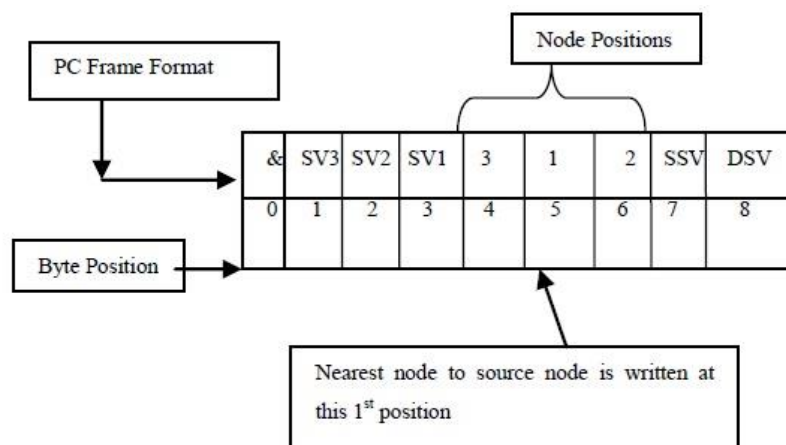 Node Positions
PC Frame Format
& SV3 SV2 SV1 3 1 2 SSV DSV
0 1 2 3 4 5 6 7 8
Byte Position
Nearest node to source node is written at
this 1st position